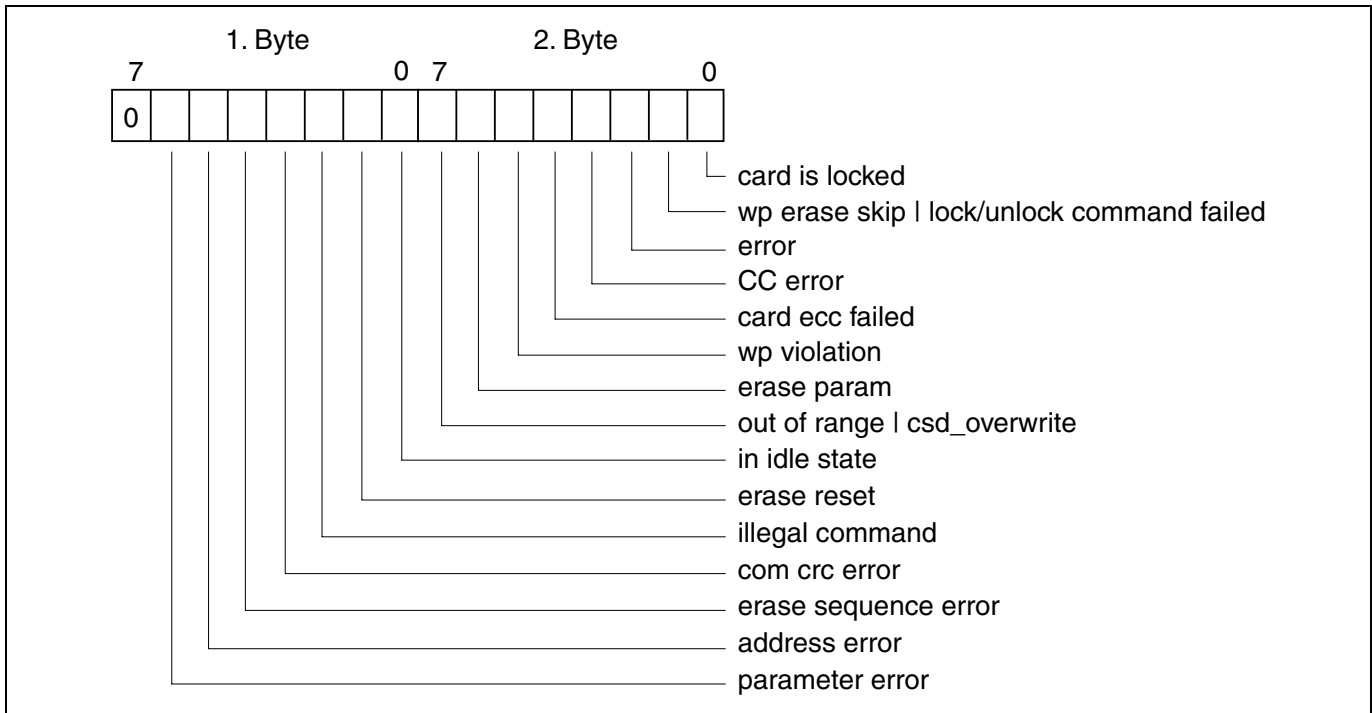 1. Byte 2. Byte
7 0 7 0
0
card is locked
wp erase skip | lock/unlock command failed
error
CC error
card ecc failed
wp violation
erase param
out of range | csd_overwrite
in idle state
erase reset
illegal command
com crc error
erase sequence error
address error
parameter error